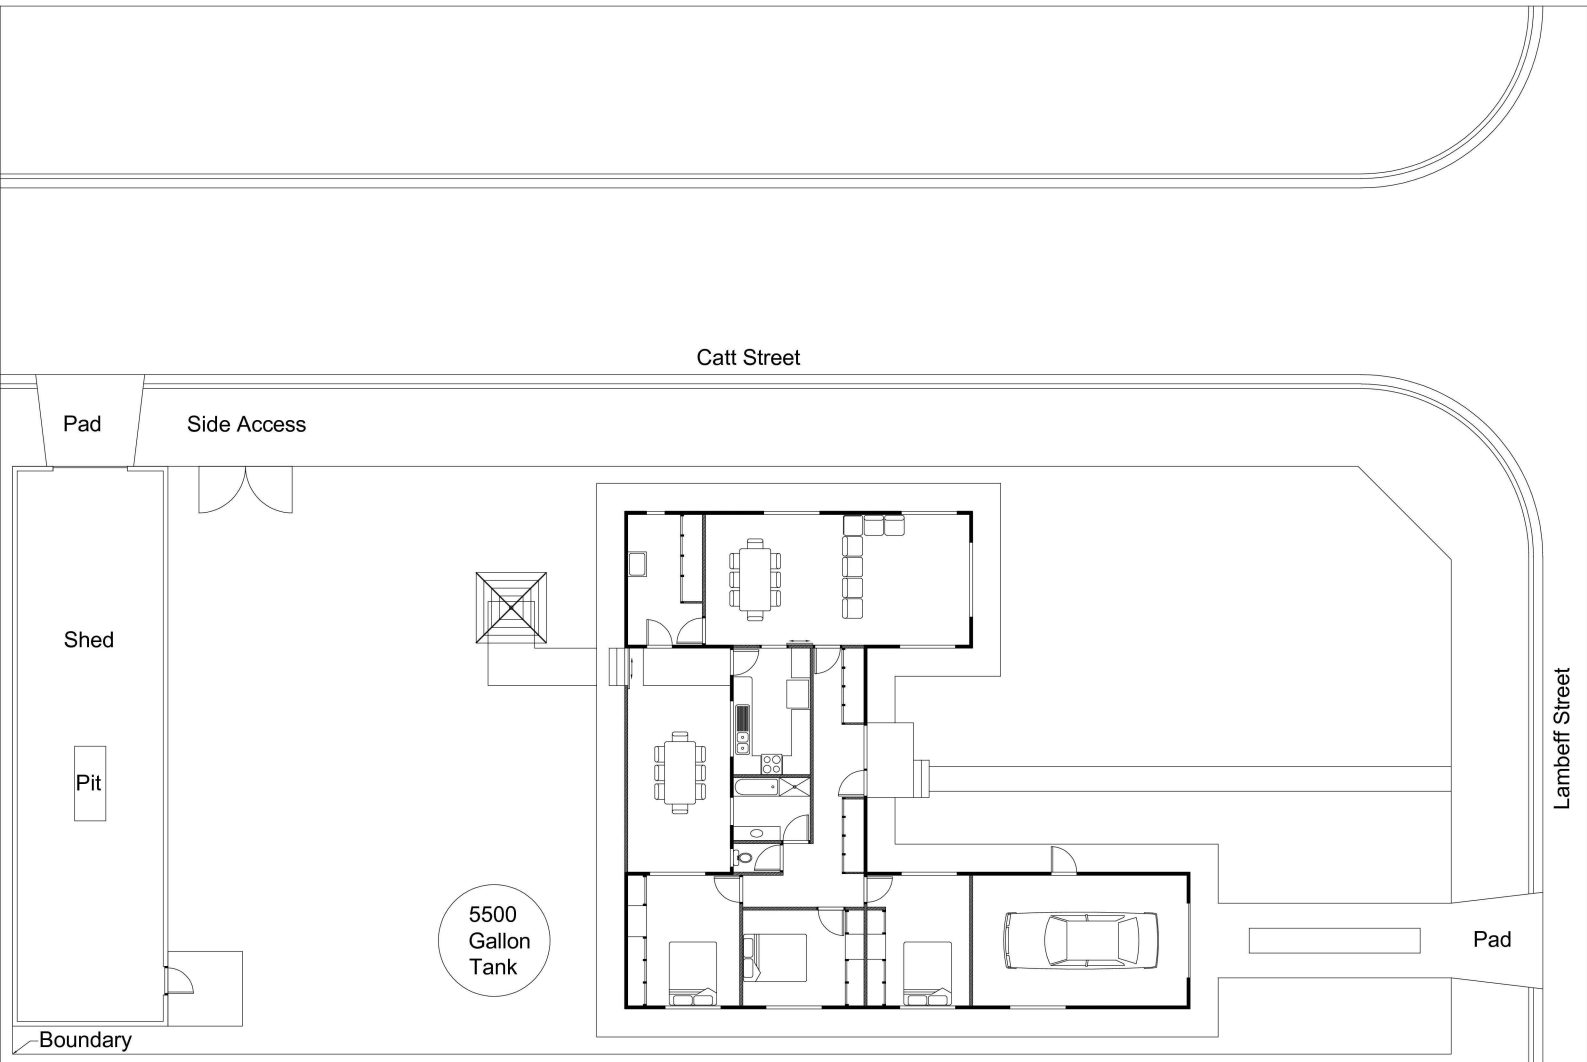 Catt Street
Pad
Side Access
Shed
Lambeff Street
Pit
5500
Gallon
Tank
Pad
Boundary